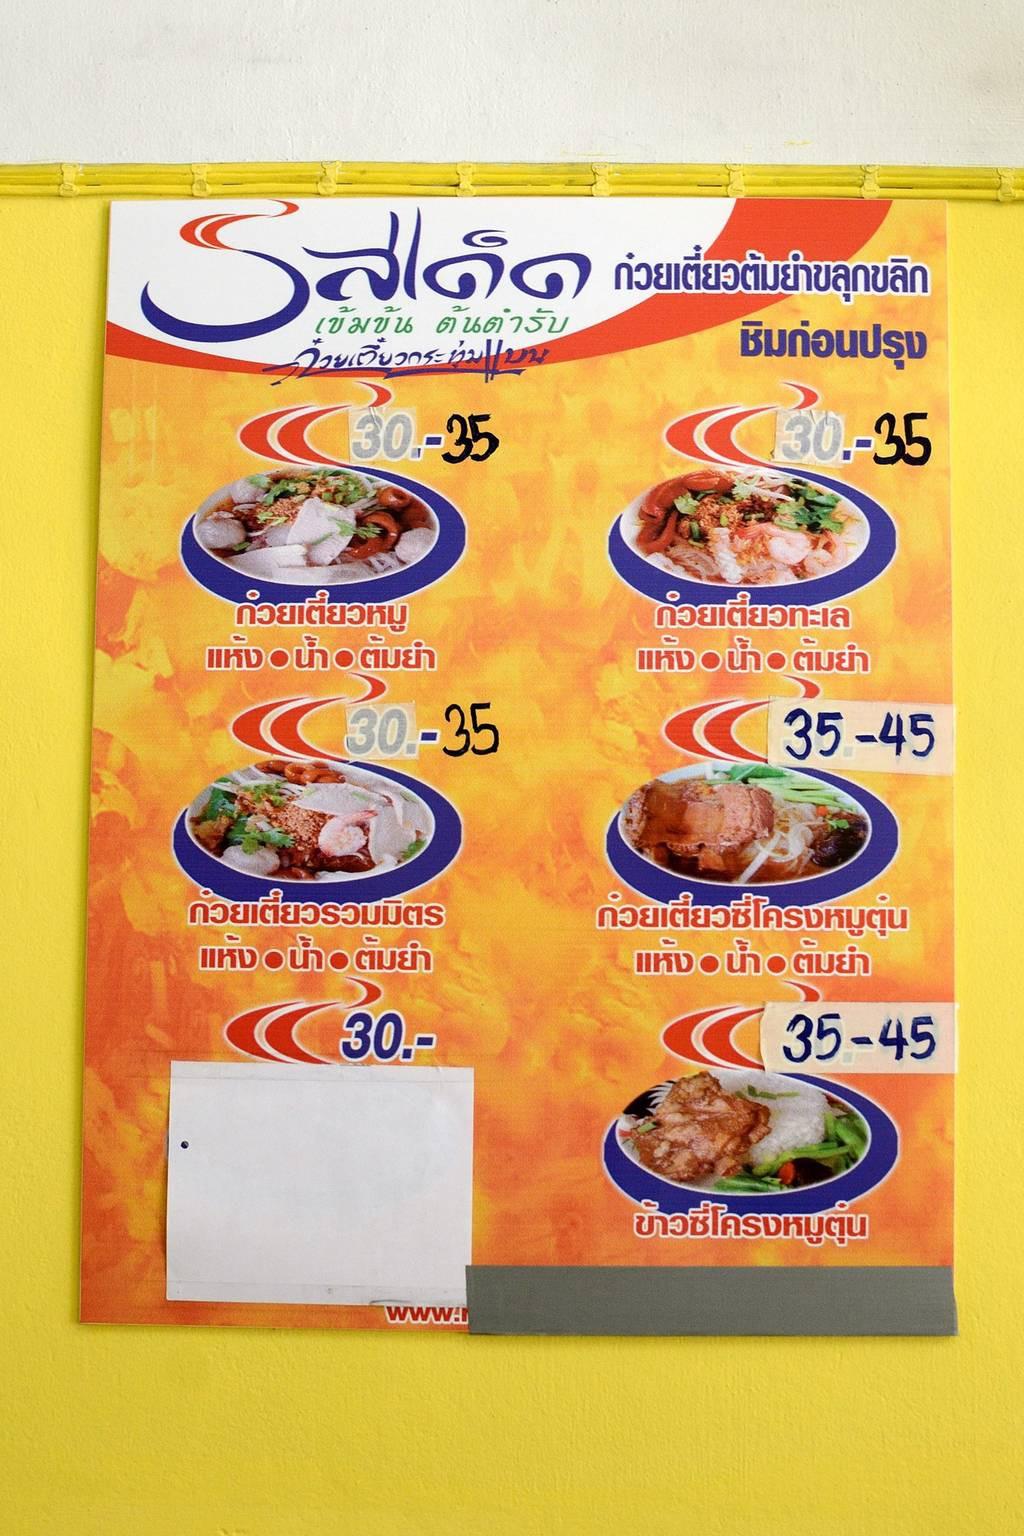 รสเด็ด
เข้มข้น ต้นตำรับ
ก๋วยเตี๋ยวกระทุ่มแบน
ก๋วยเตี๋ยวต้มยำขลุกขลิก
ชิมก่อนปรุง
30.-35
ก๋วยเตี๋ยวหมู
แห้ง ● น้ำ ● ต้มยำ
30.-35
ก๋วยเตี๋ยวทะเล
แห้ง ● น้ำ ● ต้มยำ
30.-35
ก๋วยเตี๋ยวรวมมิตร
แห้ง ● น้ำ ● ต้มยำ
35-45
ก๋วยเตี๋ยวซี่โครงหมูตุ๋น
แห้ง ● น้ำ ● ต้มยำ
30.-
35-45
ข้าวซี่โครงหมูตุ๋น
www.